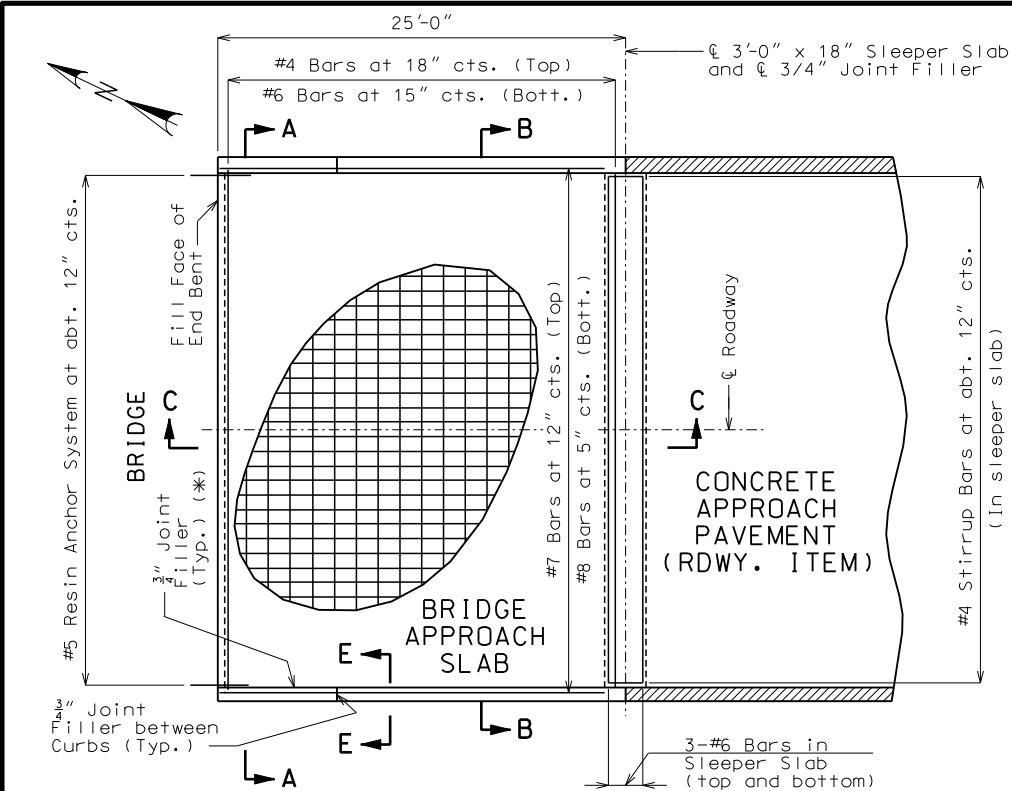 25'-0"
℄ 3'-0" x 18" Sleeper Slab
and ℄ 3/4" Joint Filler
#4 Bars at 18" cts. (Top)
#6 Bars at 15" cts. (Bott.)
N
A
B
Fill Face of
End Bent
#5 Resin Anchor System at abt. 12" cts.
BRIDGE
C
C
℄ Roadway
#7 Bars at 12" cts. (Top)
#8 Bars at 5" cts. (Bott.)
#4 Stirrup Bars at abt. 12" cts.
(In sleeper slab)
CONCRETE
APPROACH
PAVEMENT
(RDWY. ITEM)
3/4" Joint
Filler
(Typ.) (*)
BRIDGE
APPROACH
SLAB
E
E
3/4" Joint
Filler between
Curbs (Typ.)
B
A
3-#6 Bars in
Sleeper Slab
(top and bottom)